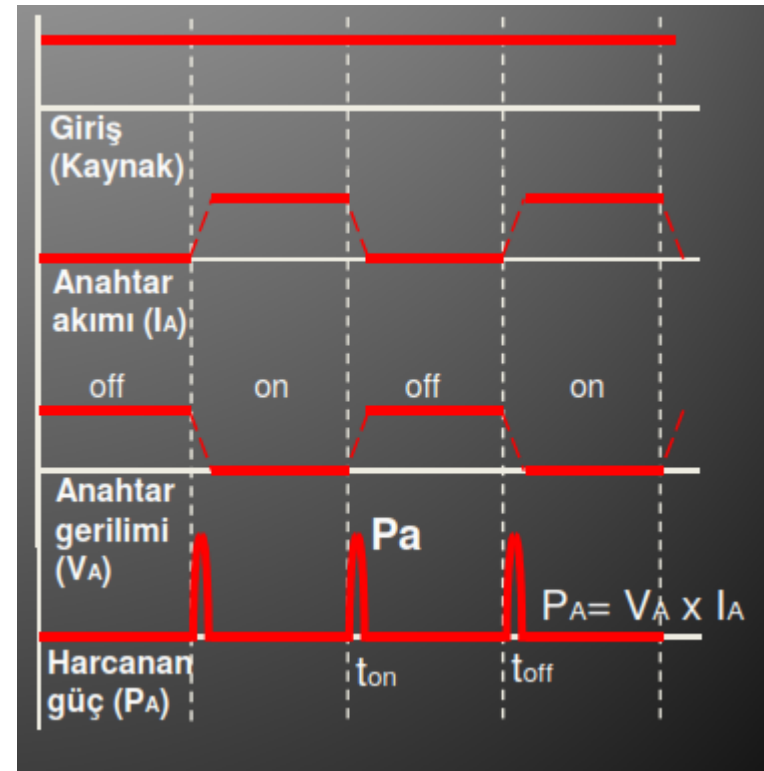 Giriş
(Kaynak)
Anahtar
akımı (IA)
off
on
off
on
Anahtar
gerilimi
(VA)
Pa
PA= VA x IA
Harcanan
güç (PA)
ton
toff